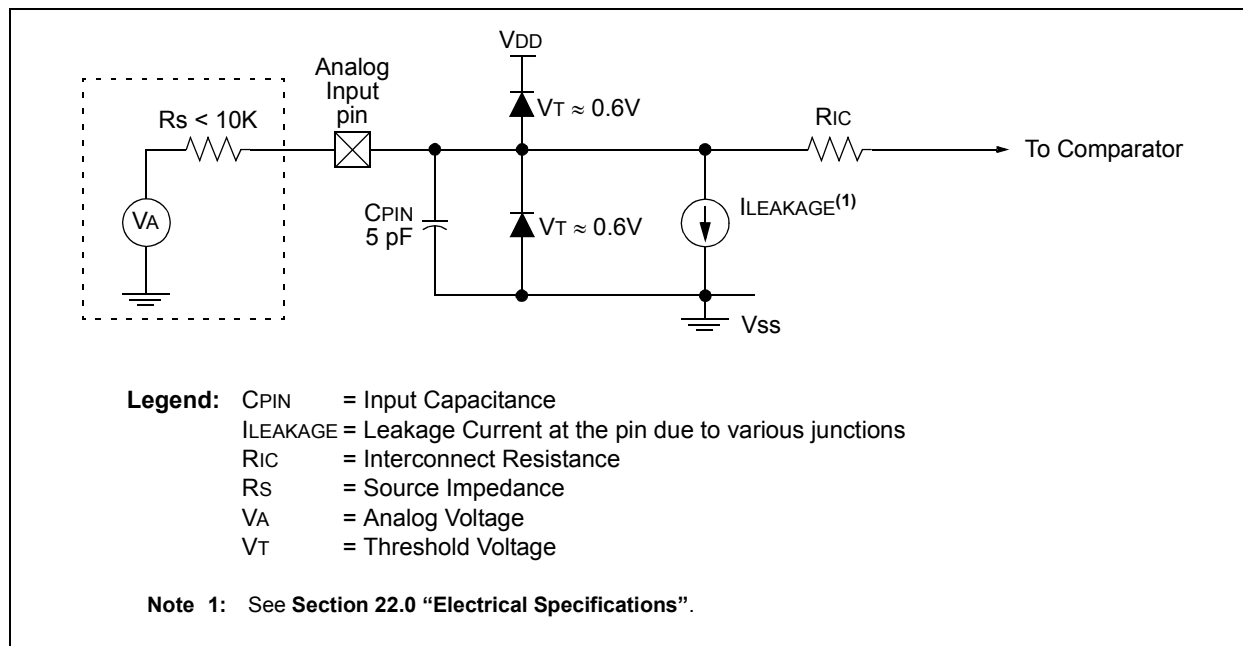 VDD
Analog
Input
pin
VT ≈ 0.6V
Rs < 10K
RIC
To Comparator
VA
CPIN
5 pF
VT ≈ 0.6V
ILEAKAGE(1)
Vss
Legend: CPIN = Input Capacitance
ILEAKAGE = Leakage Current at the pin due to various junctions
RIC = Interconnect Resistance
RS = Source Impedance
VA = Analog Voltage
VT = Threshold Voltage
Note 1: See Section 22.0 “Electrical Specifications”.